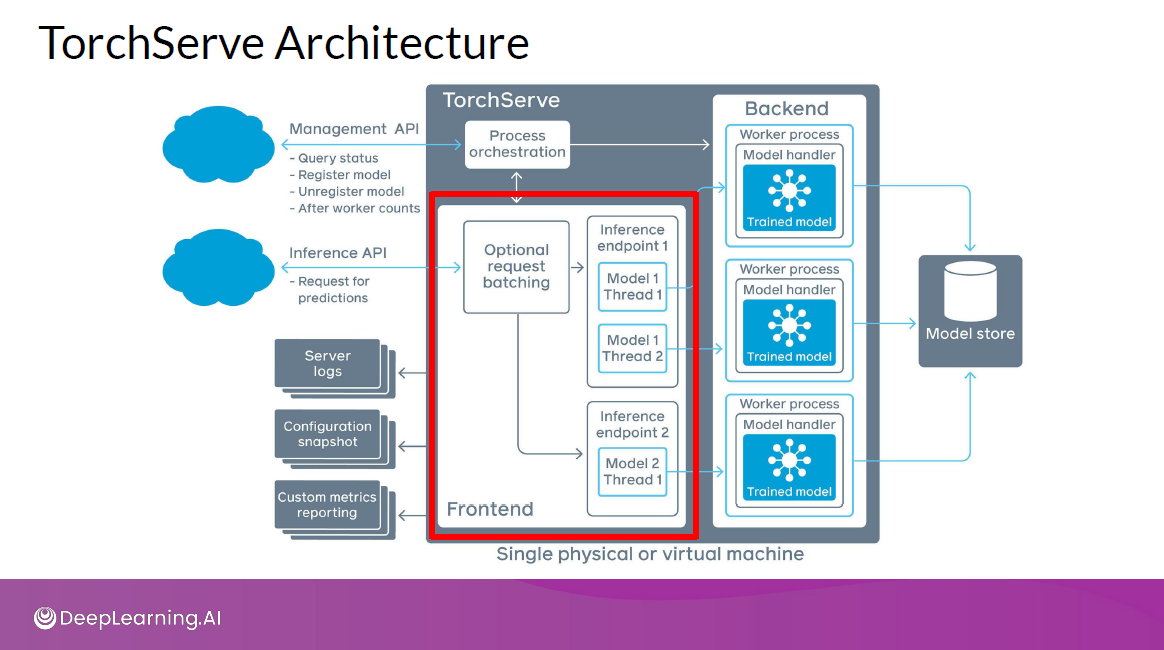 TorchServe Architecture
TorchServe
Backend
Management API
- Query status
- Register model
- Unregister model
- After worker counts
Process
orchestration
Inference API
- Request for
predictions
Optional
request
batching
Inference
endpoint 1
Model 1
Thread 1
Model 1
Thread 2
Inference
endpoint 2
Model 2
Thread 1
Frontend
Worker process
Model handler
Trained model
Worker process
Model handler
Trained model
Worker process
Model handler
Trained model
Model store
Server
logs
Configuration
snapshot
Custom metrics
reporting
Single physical or virtual machine
DeepLearning.AI